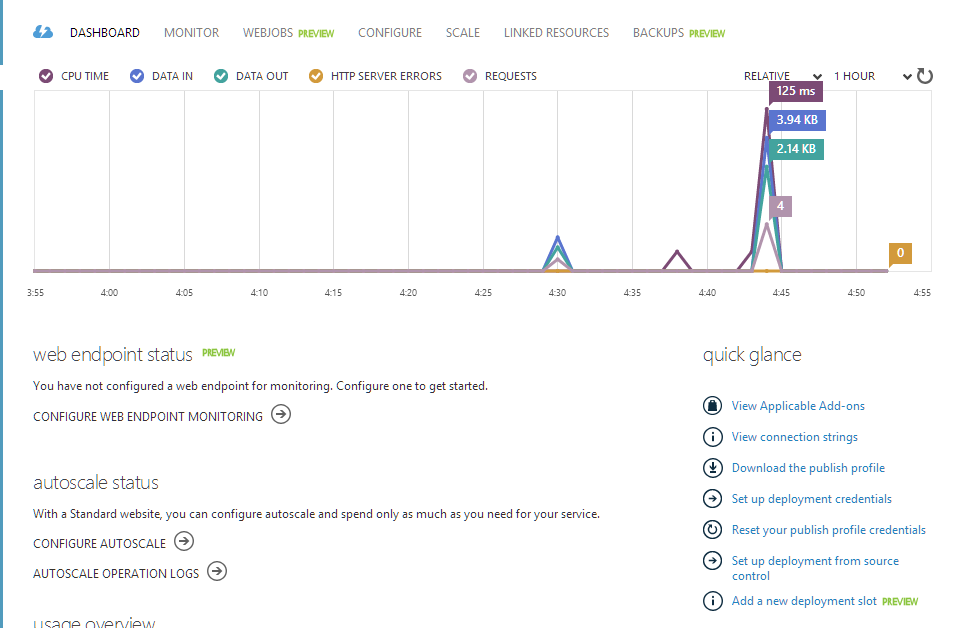 DASHBOARD MONITOR WEBJOBS PREVIEW CONFIGURE SCALE LINKED RESOURCES BACKUPS PREVIEW
CPU TIME DATA IN DATA OUT HTTP SERVER ERRORS REQUESTS RELATIVE 1 HOUR
125 ms
3.94 KB
2.14 KB
4
0
3:55 4:00 4:05 4:10 4:15 4:20 4:25 4:30 4:35 4:40 4:45 4:50 4:55
web endpoint status PREVIEW
You have not configured a web endpoint for monitoring. Configure one to get started.
CONFIGURE WEB ENDPOINT MONITORING
autoscale status
With a Standard website, you can configure autoscale and spend only as much as you need for your service.
CONFIGURE AUTOSCALE
AUTOSCALE OPERATION LOGS
usage overview
quick glance
View Applicable Add-ons
View connection strings
Download the publish profile
Set up deployment credentials
Reset your publish profile credentials
Set up deployment from source
control
Add a new deployment slot PREVIEW